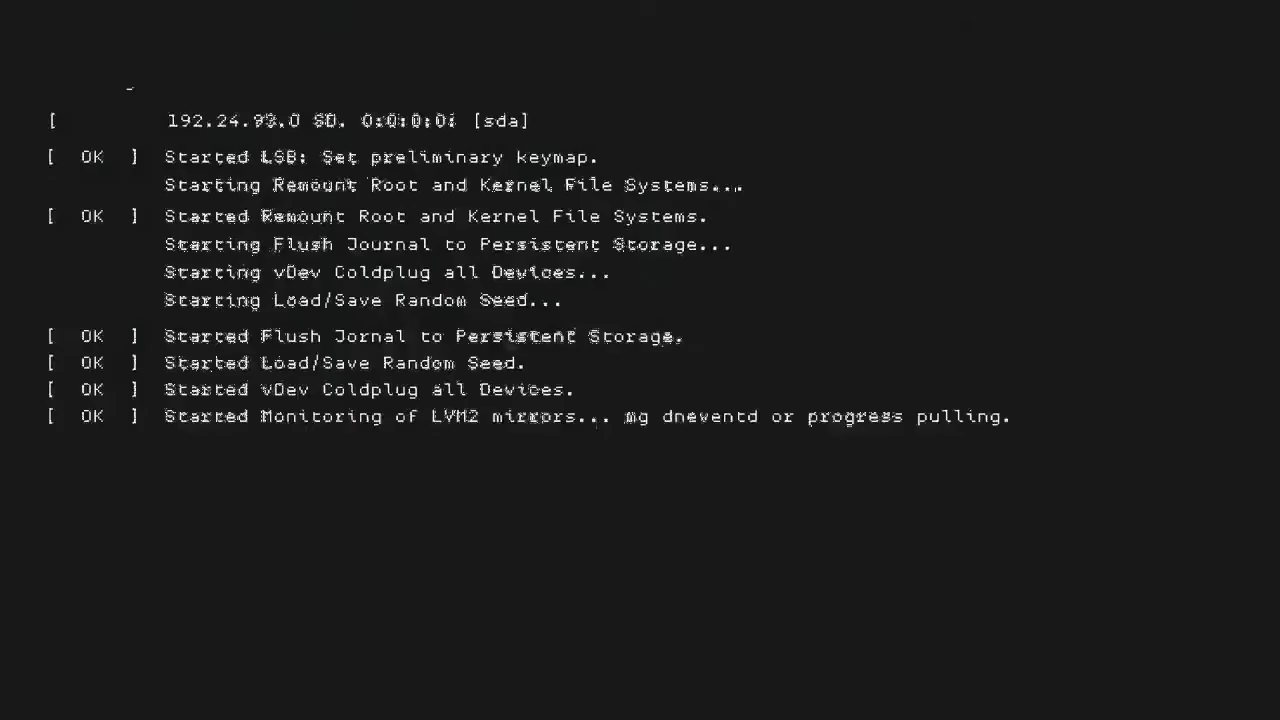 [ 192.24.93.0 SD. 0:0:0:0: [sda]
[ OK ] Started LSB: Set preliminary keymap.
Starting Remount Root and Kernel File Systems...
[ OK ] Started Remount Root and Kernel File Systems.
Starting Flush Journal to Persistent Storage...
Starting vDev Coldplug all Devices...
Starting Load/Save Random Seed...
[ OK ] Started Flush Jornal to Persistent Storage.
[ OK ] Started Load/Save Random Seed.
[ OK ] Started vDev Coldplug all Devices.
[ OK ] Started Monitoring of LVM2 mirrors... mg dneventd or progress pulling.